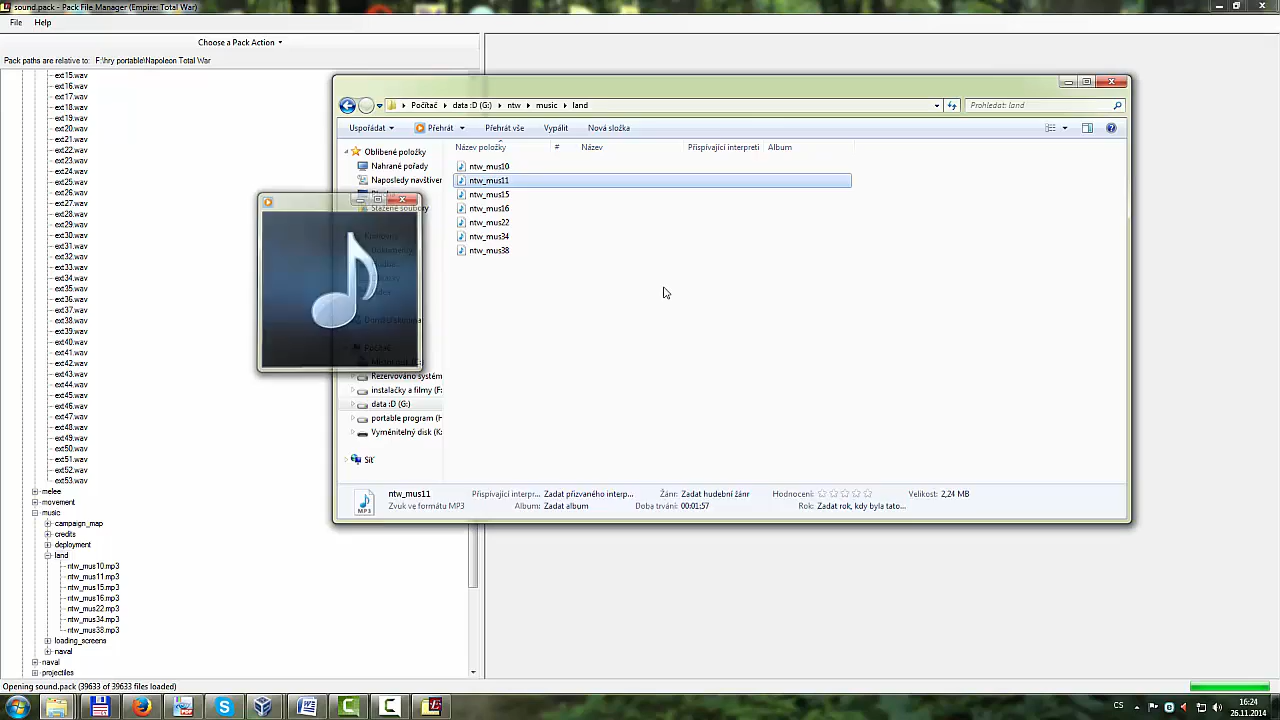 sound.pack - Pack File Manager (Empire: Total War)
File Help
Choose a Pack Action
Pack paths are relative to: F:\hry portable\Napoleon Total War
ext15.wav
ext16.wav
ext17.wav
ext18.wav
ext19.wav
ext20.wav
ext21.wav
ext22.wav
ext23.wav
ext24.wav
ext25.wav
ext26.wav
ext27.wav
ext28.wav
ext29.wav
ext30.wav
ext31.wav
ext32.wav
ext33.wav
ext34.wav
ext35.wav
ext36.wav
ext37.wav
ext38.wav
ext39.wav
ext40.wav
ext41.wav
ext42.wav
ext43.wav
ext44.wav
ext45.wav
ext46.wav
ext47.wav
ext48.wav
ext49.wav
ext50.wav
ext51.wav
ext52.wav
ext53.wav
melee
movement
music
campaign_map
credits
deployment
land
ntw_mus10.mp3
ntw_mus11.mp3
ntw_mus15.mp3
ntw_mus16.mp3
ntw_mus22.mp3
ntw_mus34.mp3
ntw_mus38.mp3
loading_screens
naval
naval
projectiles
Opening sound.pack (39633 of 39633 files loaded)
Počítač data :D (G:) ntw music land
Prohledat: land
Uspořádat Přehrát Přehrát vše Vypálit Nová složka
Název položky # Název Přispívající interpreti Album
Oblíbené položky
Nahrané pořady
Naposledy navštíven
Stažené soubory
Rezervováno systém
instalačky a filmy (F:
data :D (G:)
portable program (H
Vyměnitelný disk (K:
Síť
ntw_mus10
ntw_mus11
ntw_mus15
ntw_mus16
ntw_mus22
ntw_mus34
ntw_mus38
ntw_mus11 Přispívající interpr... Zadat přizvaného interp... Žánr: Zadat hudební žánr Hodnocení: Velikost: 2,24 MB
Zvuk ve formátu MP3 Album: Zadat album Doba trvání: 00:01:57 Rok: Zadat rok, kdy byla tato...
MP3
CS
16:24
26.11.2014